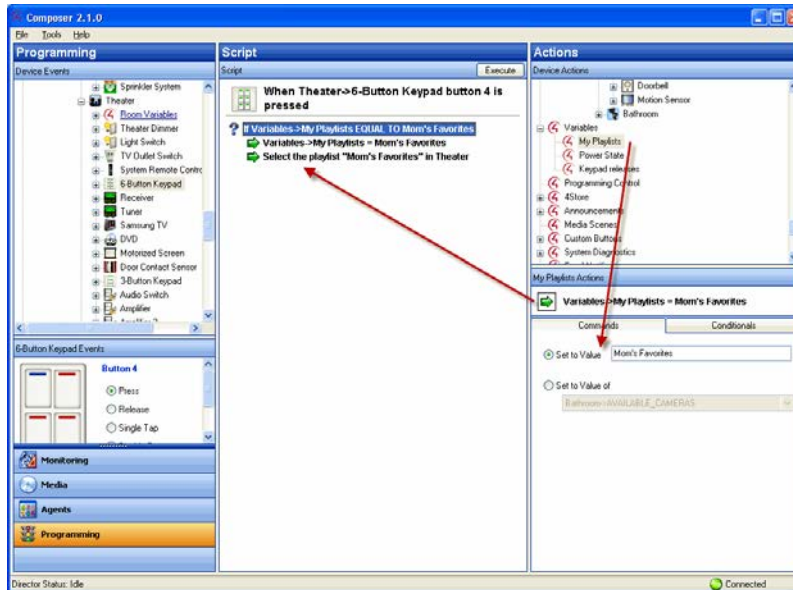 Composer 2.1.0
File Tools Help
Programming
Device Events
Sprinkler System
Theater
Room Variables
Theater Dimmer
Light Switch
TV Outlet Switch
System Remote Contro
6-Button Keypad
Receiver
Tuner
Samsung TV
DVD
Motorized Screen
Door Contact Sensor
3-Button Keypad
Audio Switch
Amplifier
6-Button Keypad Events
Button 4
Press
Release
Single Tap
Monitoring
Media
Agents
Programming
Director Status: Idle
Script
Script Execute
When Theater->6-Button Keypad button 4 is
pressed
? If Variables->My Playlists EQUAL TO Mom's Favorites
Variables->My Playlists = Mom's Favorites
Select the playlist "Mom's Favorites" in Theater
Actions
Device Actions
Doorbell
Motion Sensor
Bathroom
Variables
My Playlists
Power State
Keypad releases
Programming Control
4Store
Announcements
Media Scenes
Custom Buttons
System Diagnostics
My Playlists Actions
Variables->My Playlists = Mom's Favorites
Commands Conditionals
Set to Value Mom's Favorites
Set to Value of
Bathroom->AVAILABLE_CAMERAS
Connected